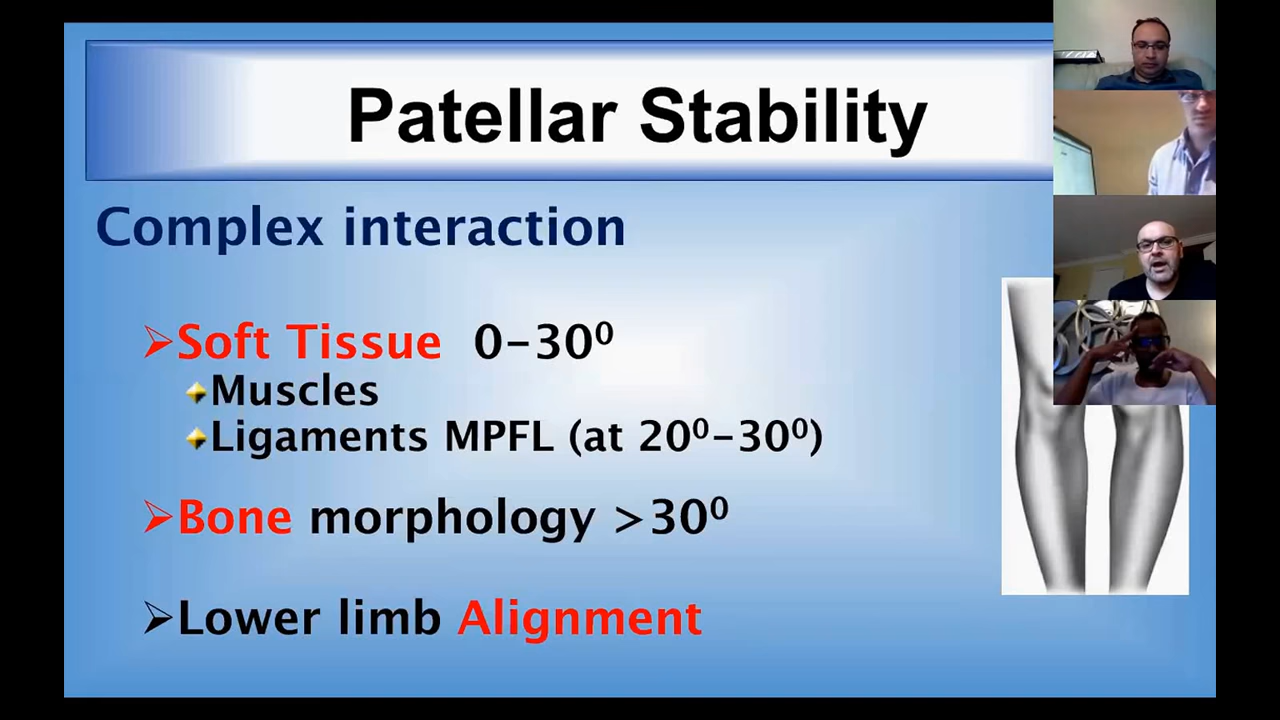 Patellar Stability
Complex interaction
Soft Tissue 0-30⁰
Muscles
Ligaments MPFL (at 20⁰-30⁰)
Bone morphology >30⁰
Lower limb Alignment